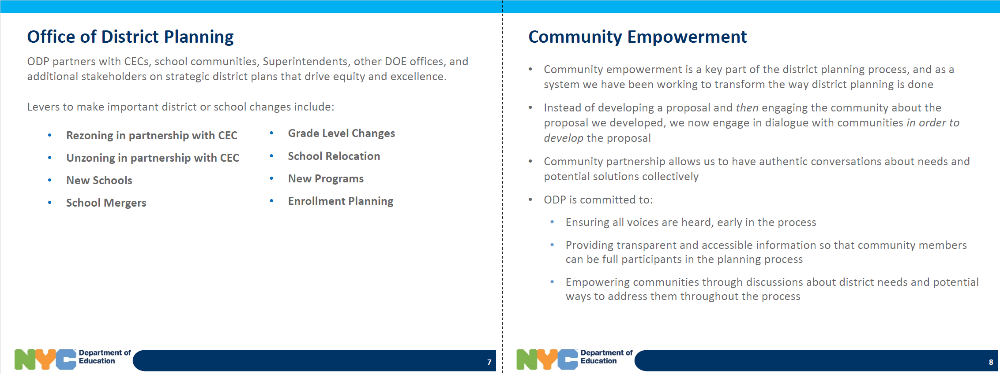 Office of District Planning
ODP partners with CECs, school communities, Superintendents, other DOE offices, and
additional stakeholders on strategic district plans that drive equity and excellence.
Levers to make important district or school changes include:
• Rezoning in partnership with CEC
• Unzoning in partnership with CEC
• New Schools
• School Mergers
• Grade Level Changes
• School Relocation
• New Programs
• Enrollment Planning
NYC™ Department of
Education
7
Community Empowerment
• Community empowerment is a key part of the district planning process, and as a
system we have been working to transform the way district planning is done
• Instead of developing a proposal and then engaging the community about the
proposal we developed, we now engage in dialogue with communities in order to
develop the proposal
• Community partnership allows us to have authentic conversations about needs and
potential solutions collectively
• ODP is committed to:
• Ensuring all voices are heard, early in the process
• Providing transparent and accessible information so that community members
can be full participants in the planning process
• Empowering communities through discussions about district needs and potential
ways to address them throughout the process
NYC™ Department of
Education
8